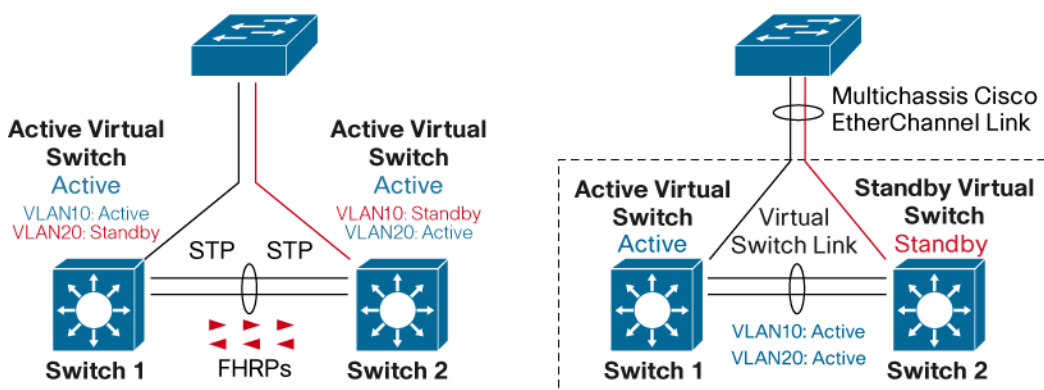 Active Virtual
Switch
Active
VLAN10: Active
VLAN20: Standby
Active Virtual
Switch
Active
VLAN10: Standby
VLAN20: Active
STP
STP
FHRPs
Switch 1
Switch 2
Multichassis Cisco
EtherChannel Link
Active Virtual
Switch
Active
Virtual
Switch Link
Standby Virtual
Switch
Standby
VLAN10: Active
VLAN20: Active
Switch 1
Switch 2